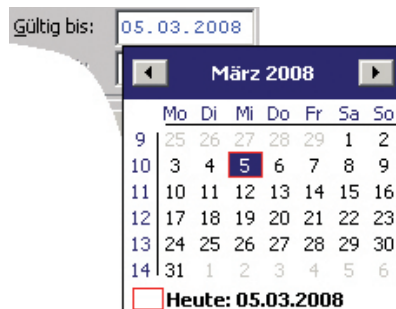 Gültig bis: 05.03.2008
März 2008
Mo Di Mi Do Fr Sa So
9 25 26 27 28 29 1 2
10 3 4 5 6 7 8 9
11 10 11 12 13 14 15 16
12 17 18 19 20 21 22 23
13 24 25 26 27 28 29 30
14 31 1 2 3 4 5 6
Heute: 05.03.2008